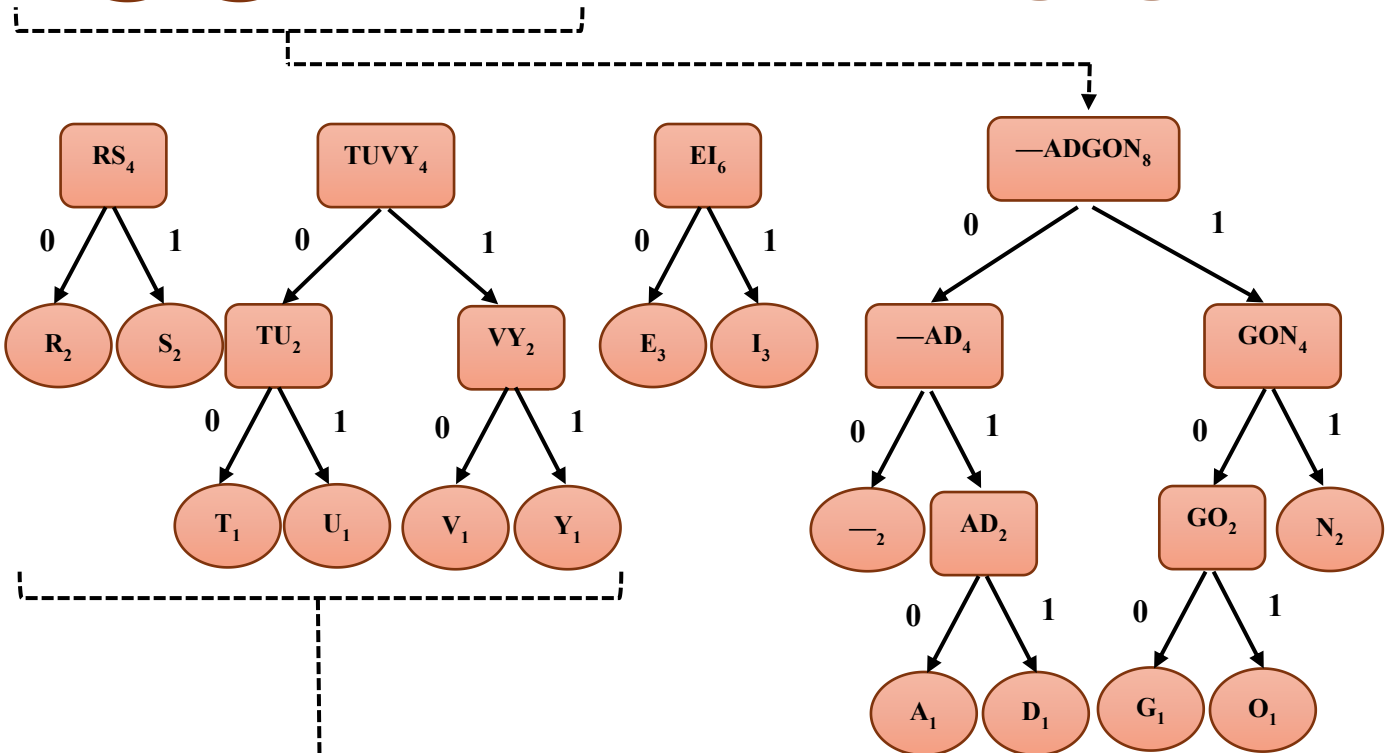 RS₄ TUVY₄ EI₆ —ADGON₈
0 1 0 1 0 1 0 1
R₂ S₂ TU₂ VY₂ E₃ I₃ —AD₄ GON₄
0 1 0 1 0 1 0 1
T₁ U₁ V₁ Y₁ —₂ AD₂ GO₂ N₂
0 1 0 1
A₁ D₁ G₁ O₁